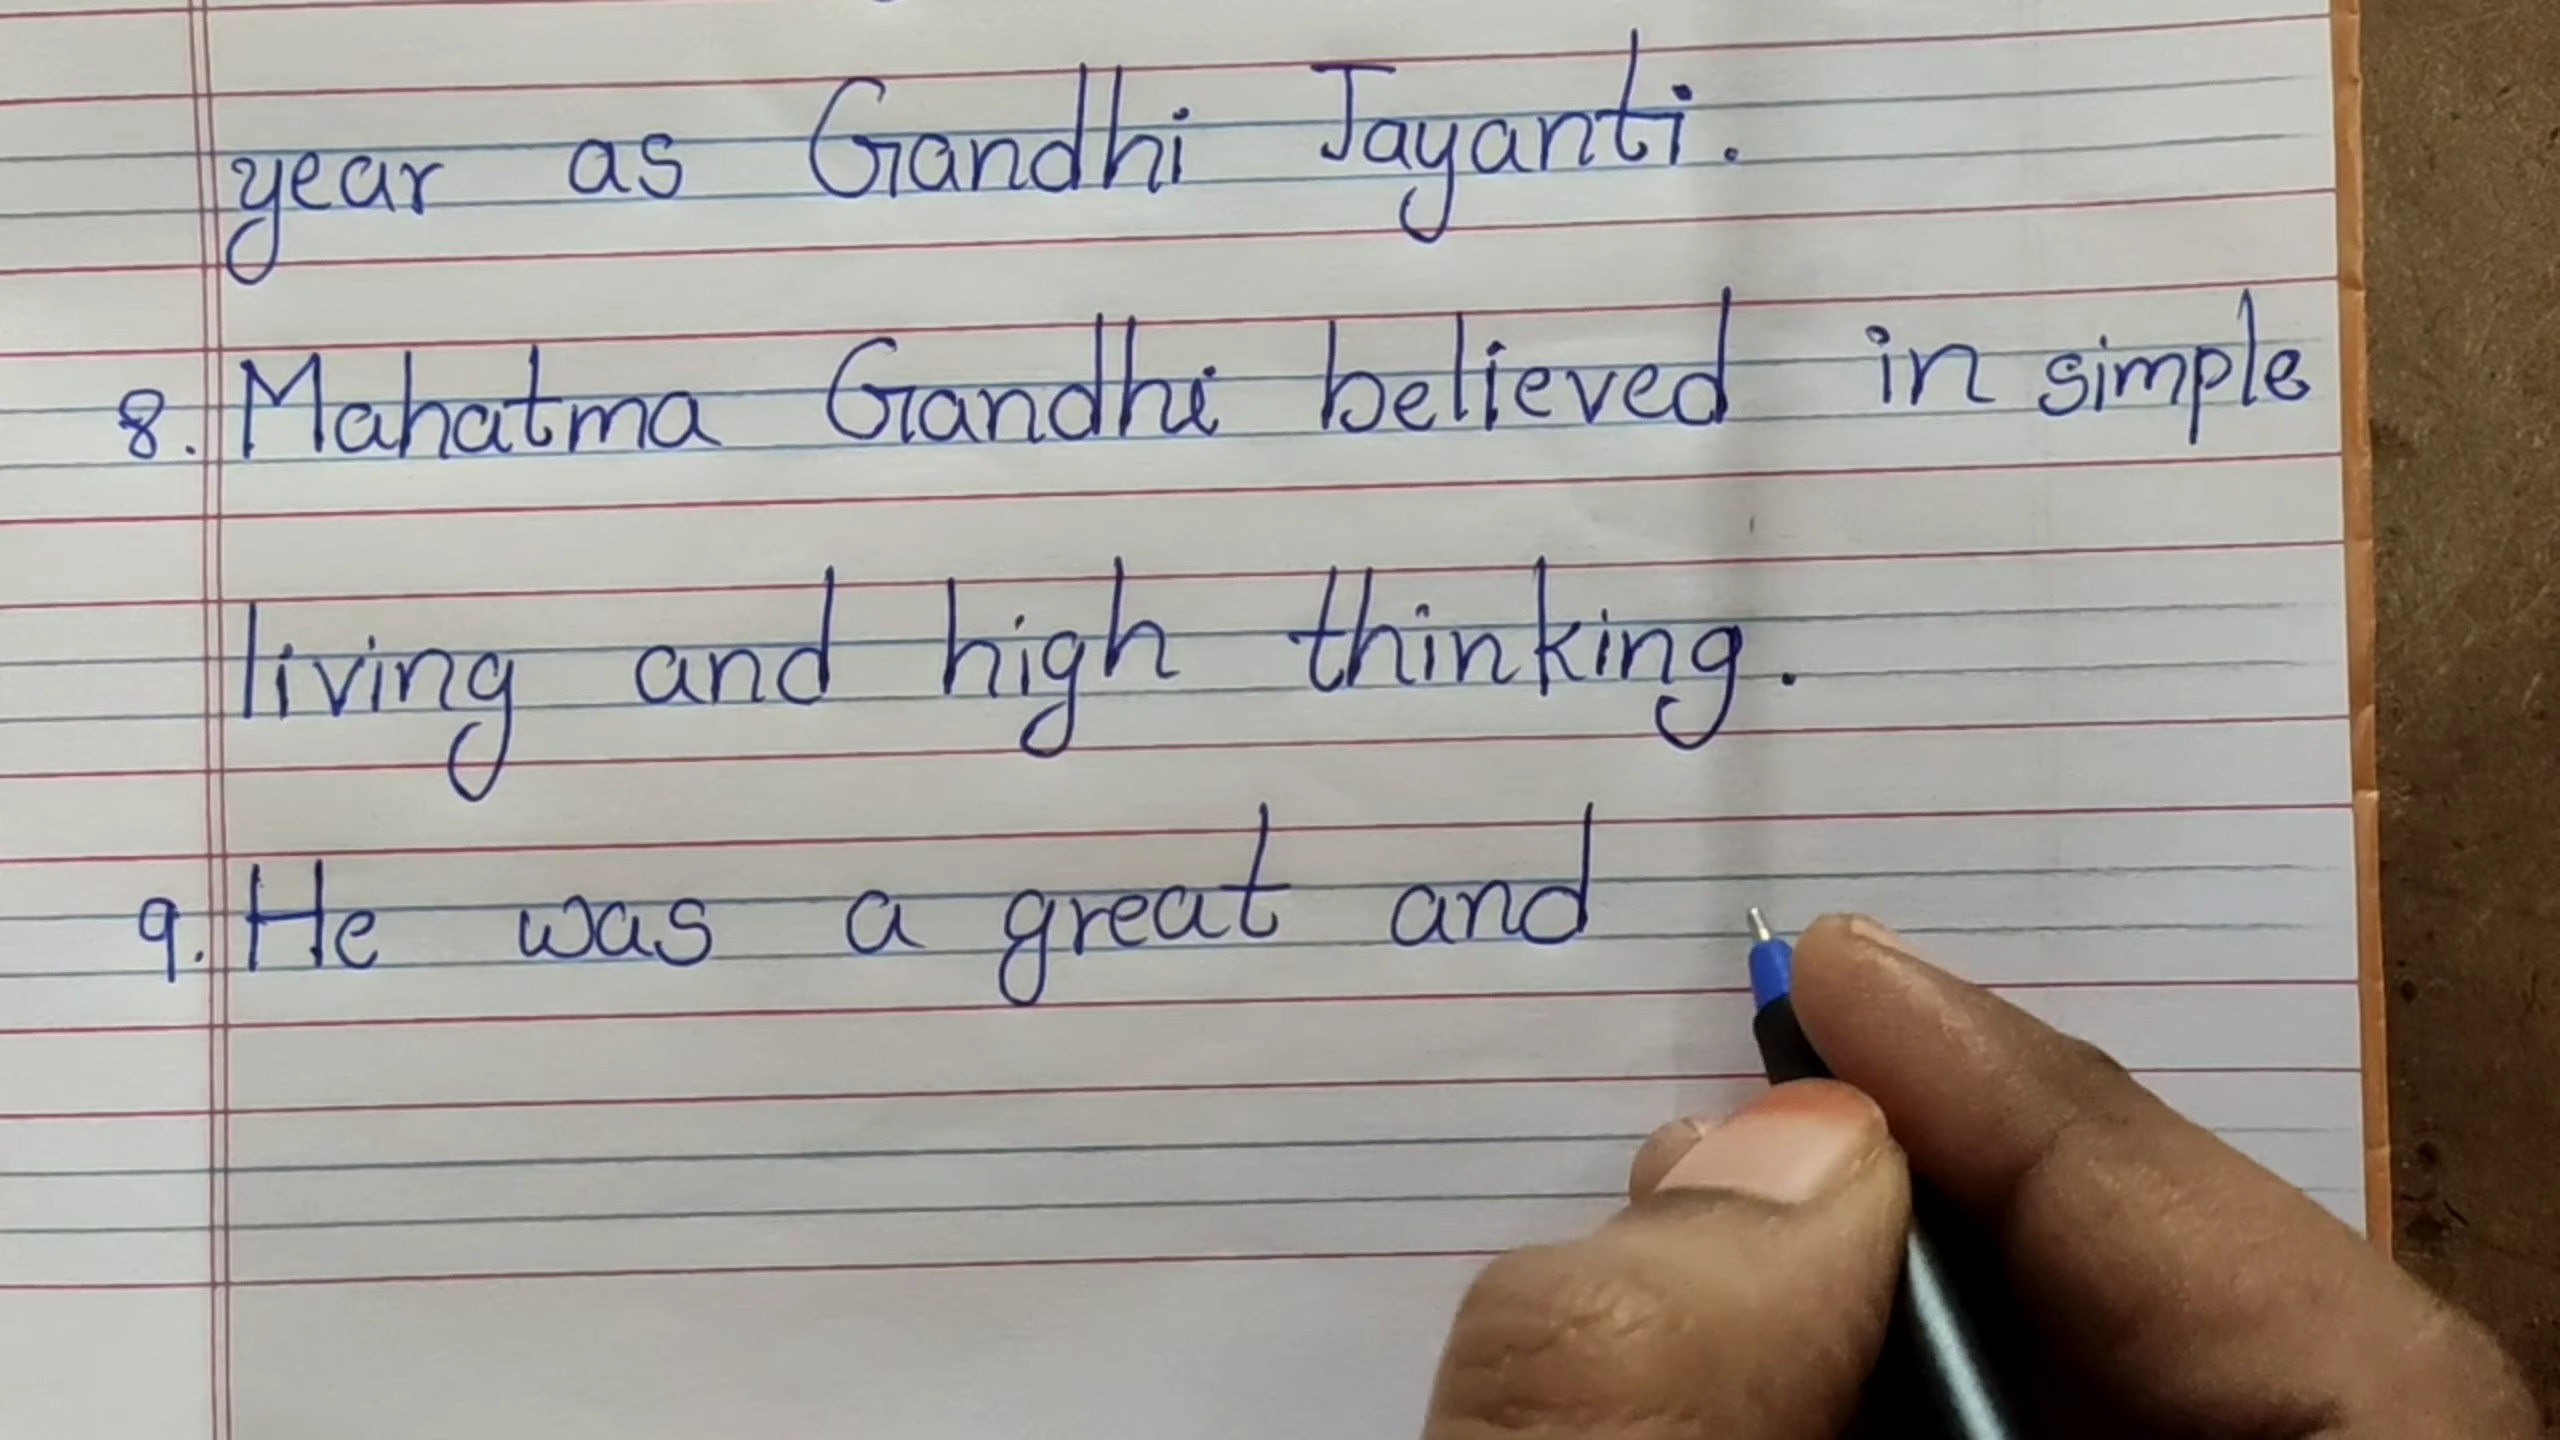 year as Gandhi Jayanti.
8. Mahatma Gandhi believed in simple
living and high thinking.
9. He was a great and